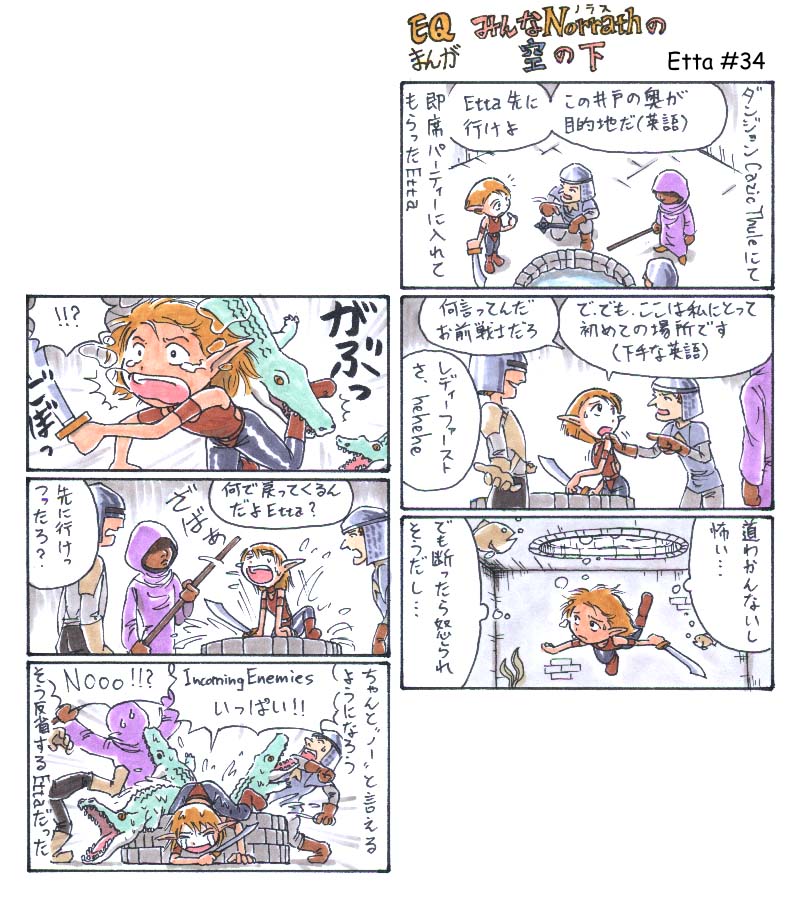 EQ
まんが
みんなNorrathの
ノラス
空の下
Etta #34
ダンジョンCazic Thuleにて
この井戸の奥が
目的地だ(英語)
Etta先に
行けよ
即席パーティーに入れて
もらったEtta
で、でも、ここは私にとって
初めての場所です
(下手な英語)
何言ってんだ
お前戦士だろ
レディーファースト
さ、hehehe
道わかんないし
怖い…
でも断ったら怒られ
そうだし…
がぶっ
!!?
ごぼっ
何で戻ってくるん
だよEtta?
ざばぁ
先に行けっ
つったろ?
ちゃんと"ノー"と言える
ようになろう
Incoming Enemies
いっぱい!!
Nooo!!?
そう反省するEttaだった